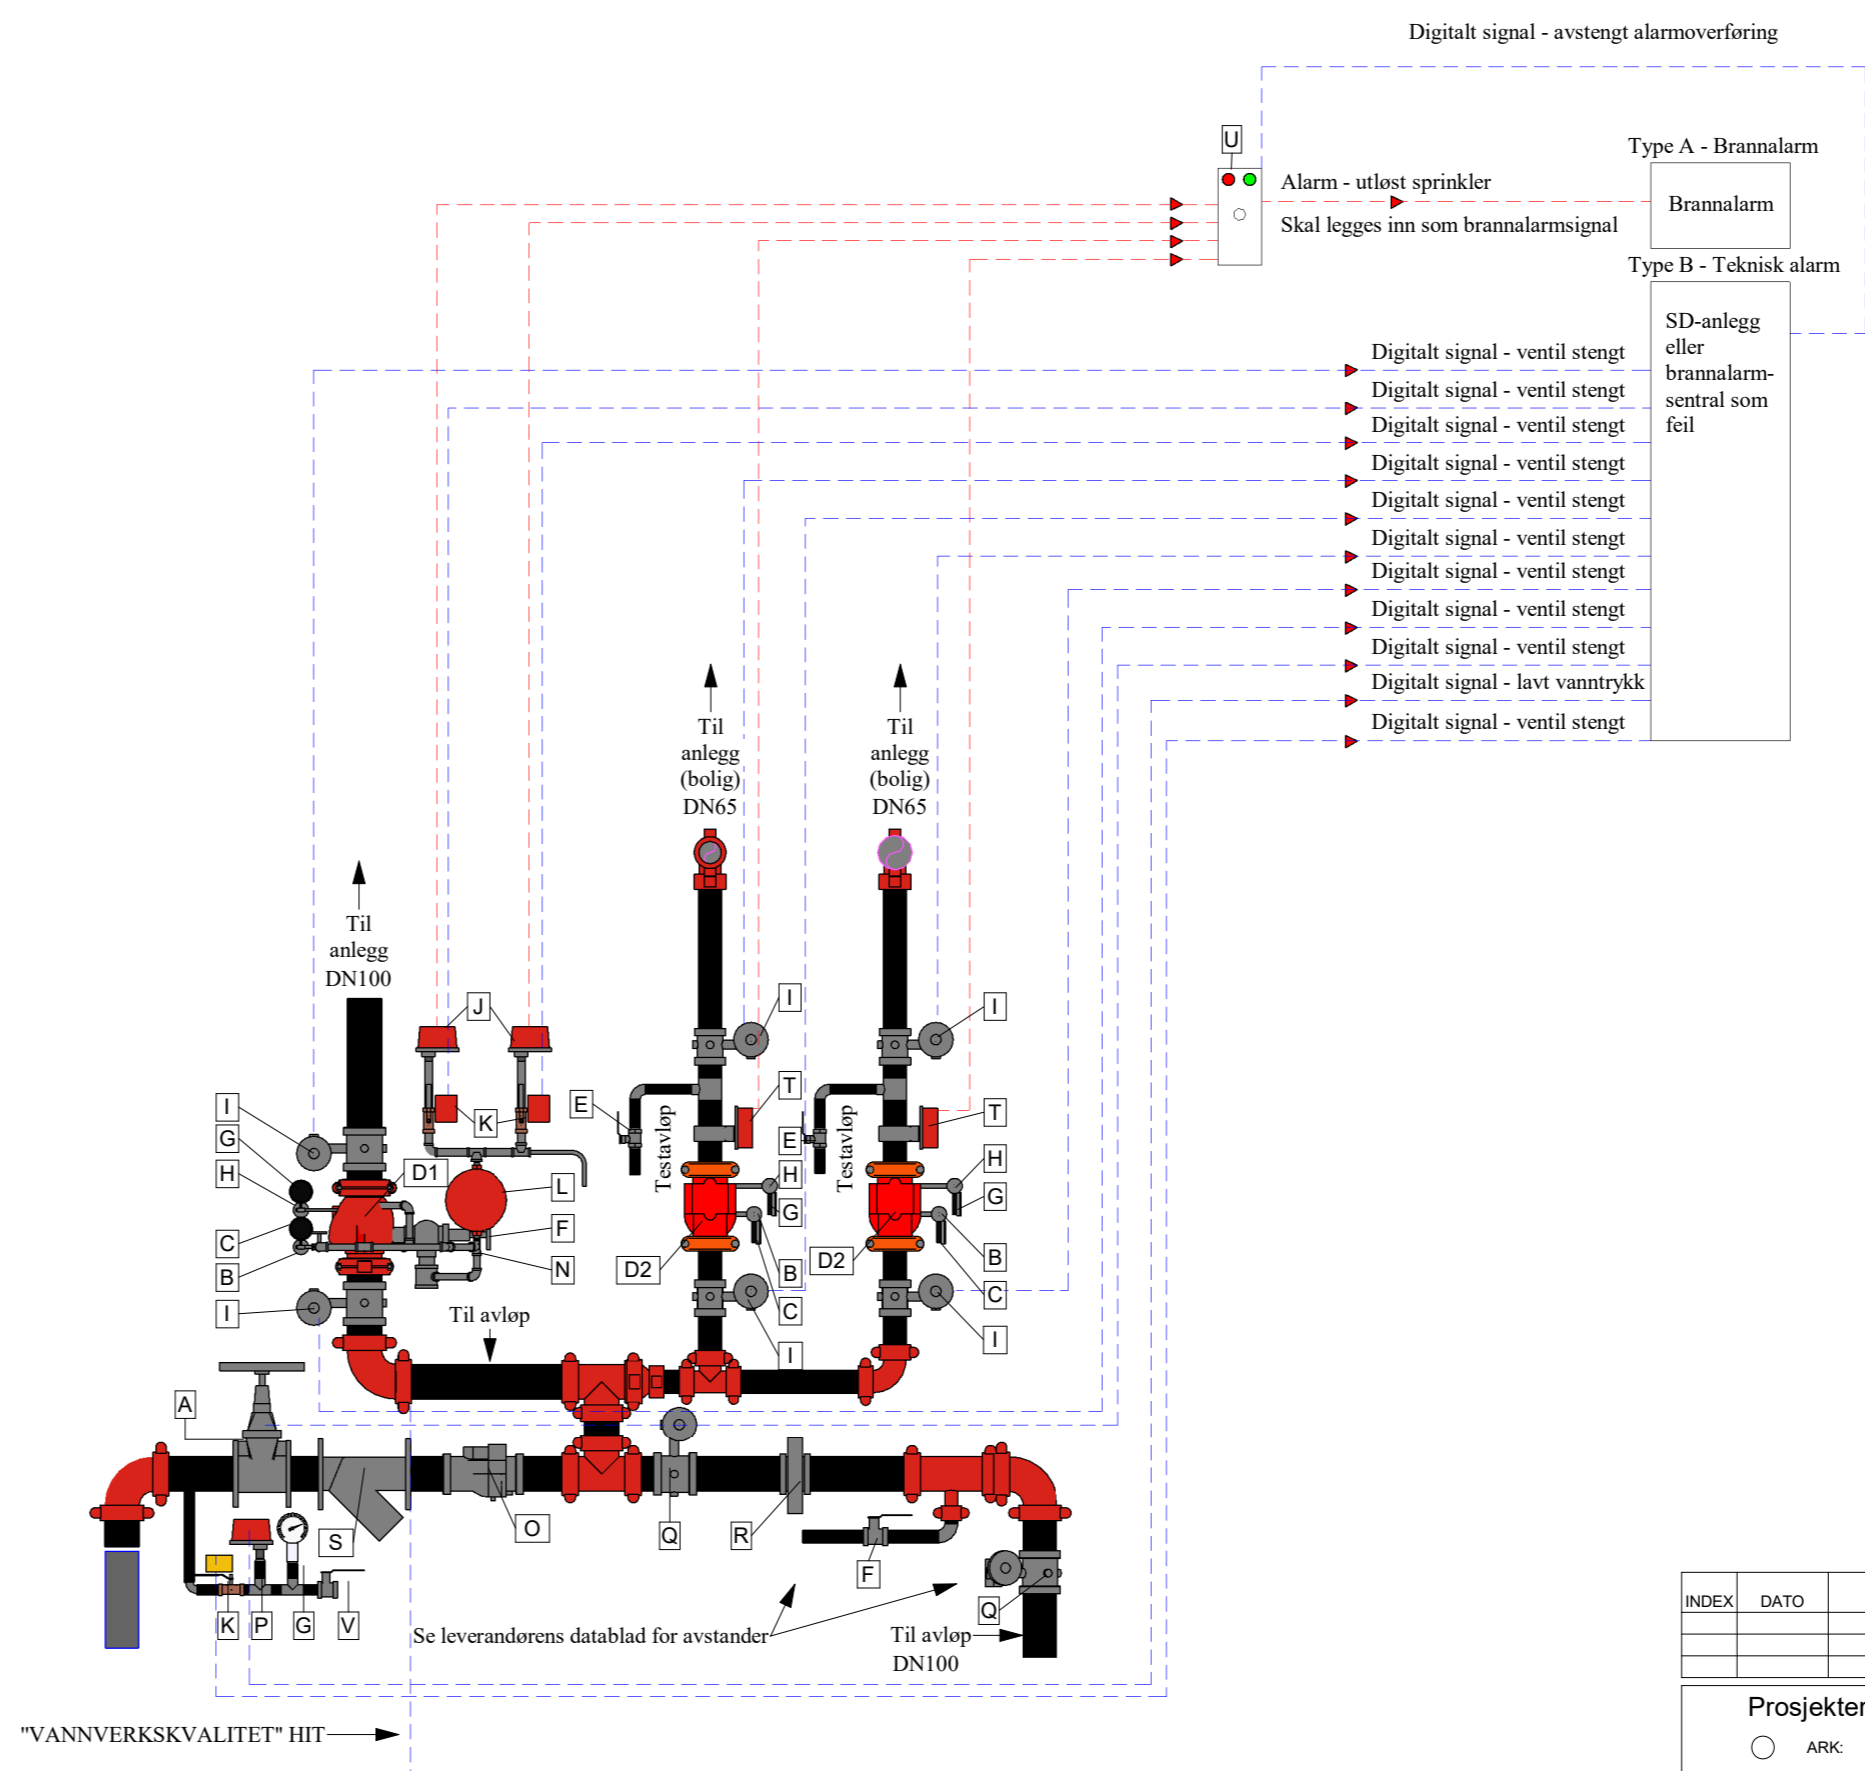 Digitalt signal - avstengt alarmoverføring
U
Type A - Brannalarm
Alarm - utløst sprinkler
Brannalarm
Skal legges inn som brannalarmsignal
Type B - Teknisk alarm
SD-anlegg
eller
brannalarm-
sentral som
feil
Digitalt signal - ventil stengt
Digitalt signal - ventil stengt
Digitalt signal - ventil stengt
Digitalt signal - ventil stengt
Digitalt signal - ventil stengt
Digitalt signal - ventil stengt
Digitalt signal - ventil stengt
Digitalt signal - ventil stengt
Digitalt signal - ventil stengt
Digitalt signal - lavt vanntrykk
Digitalt signal - ventil stengt
Til
anlegg
(bolig)
DN65
Til
anlegg
(bolig)
DN65
Til
anlegg
DN100
J
I
I
I
G
H
C
B
I
D1
K
L
F
N
E
Testavløp
T
H
G
D2
B
C
I
E
Testavløp
T
H
G
D2
B
C
I
Til avløp
A
S
O
Q
R
F
Q
K
P
G
V
Se leverandørens datablad for avstander
Til avløp
DN100
"VANNVERKSKVALITET" HIT
INDEX
DATO
Prosjekter
ARK: